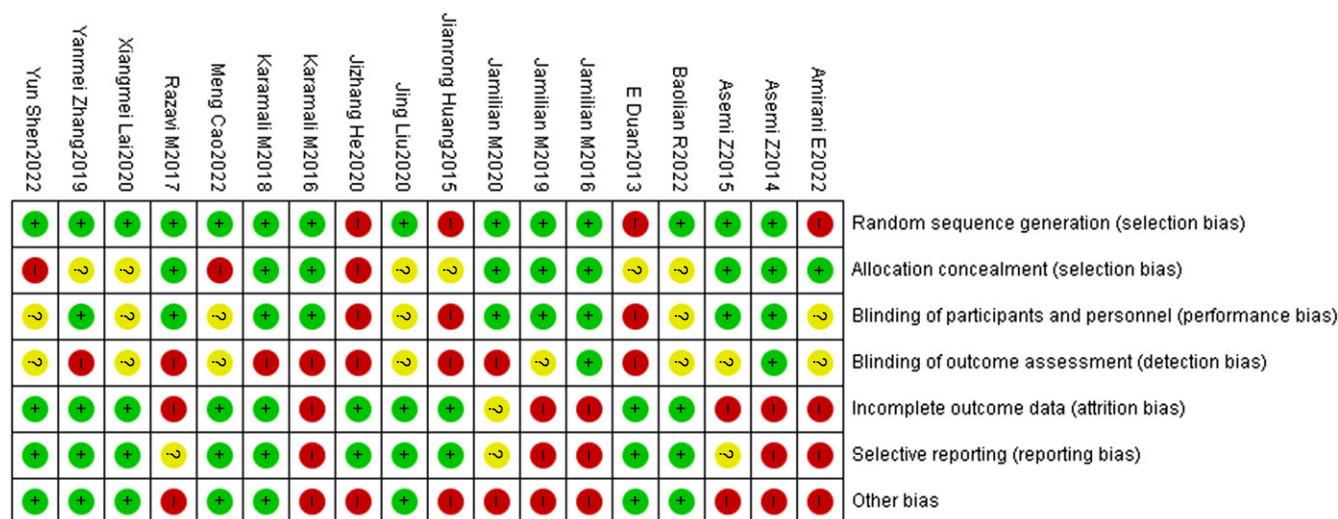 Yun Shen2022
Yanmei Zhang2019
Xiangmei Lai2020
Razavi M2017
Meng Cao2022
Karamali M2018
Karamali M2016
Jizhang He2020
Jing Liu2020
Jianrong Huang2015
Jamilian M2020
Jamilian M2019
Jamilian M2016
E Duan2013
Baolian R2022
Asemi Z2015
Asemi Z2014
Amirani E2022
+ + + + + + + − + − + + + − + + + − Random sequence generation (selection bias)
− ? ? + − + + − ? ? + + + ? ? + + + Allocation concealment (selection bias)
? + ? + ? + + − ? − + + + − ? + + ? Blinding of participants and personnel (performance bias)
? − ? − ? − − − ? − − ? + − ? ? + ? Blinding of outcome assessment (detection bias)
+ + + − + + − + + + ? − − + + − − − Incomplete outcome data (attrition bias)
+ + + ? + + − + + + ? − − + + ? − − Selective reporting (reporting bias)
+ + + − + + − − + − − − − + + − − − Other bias